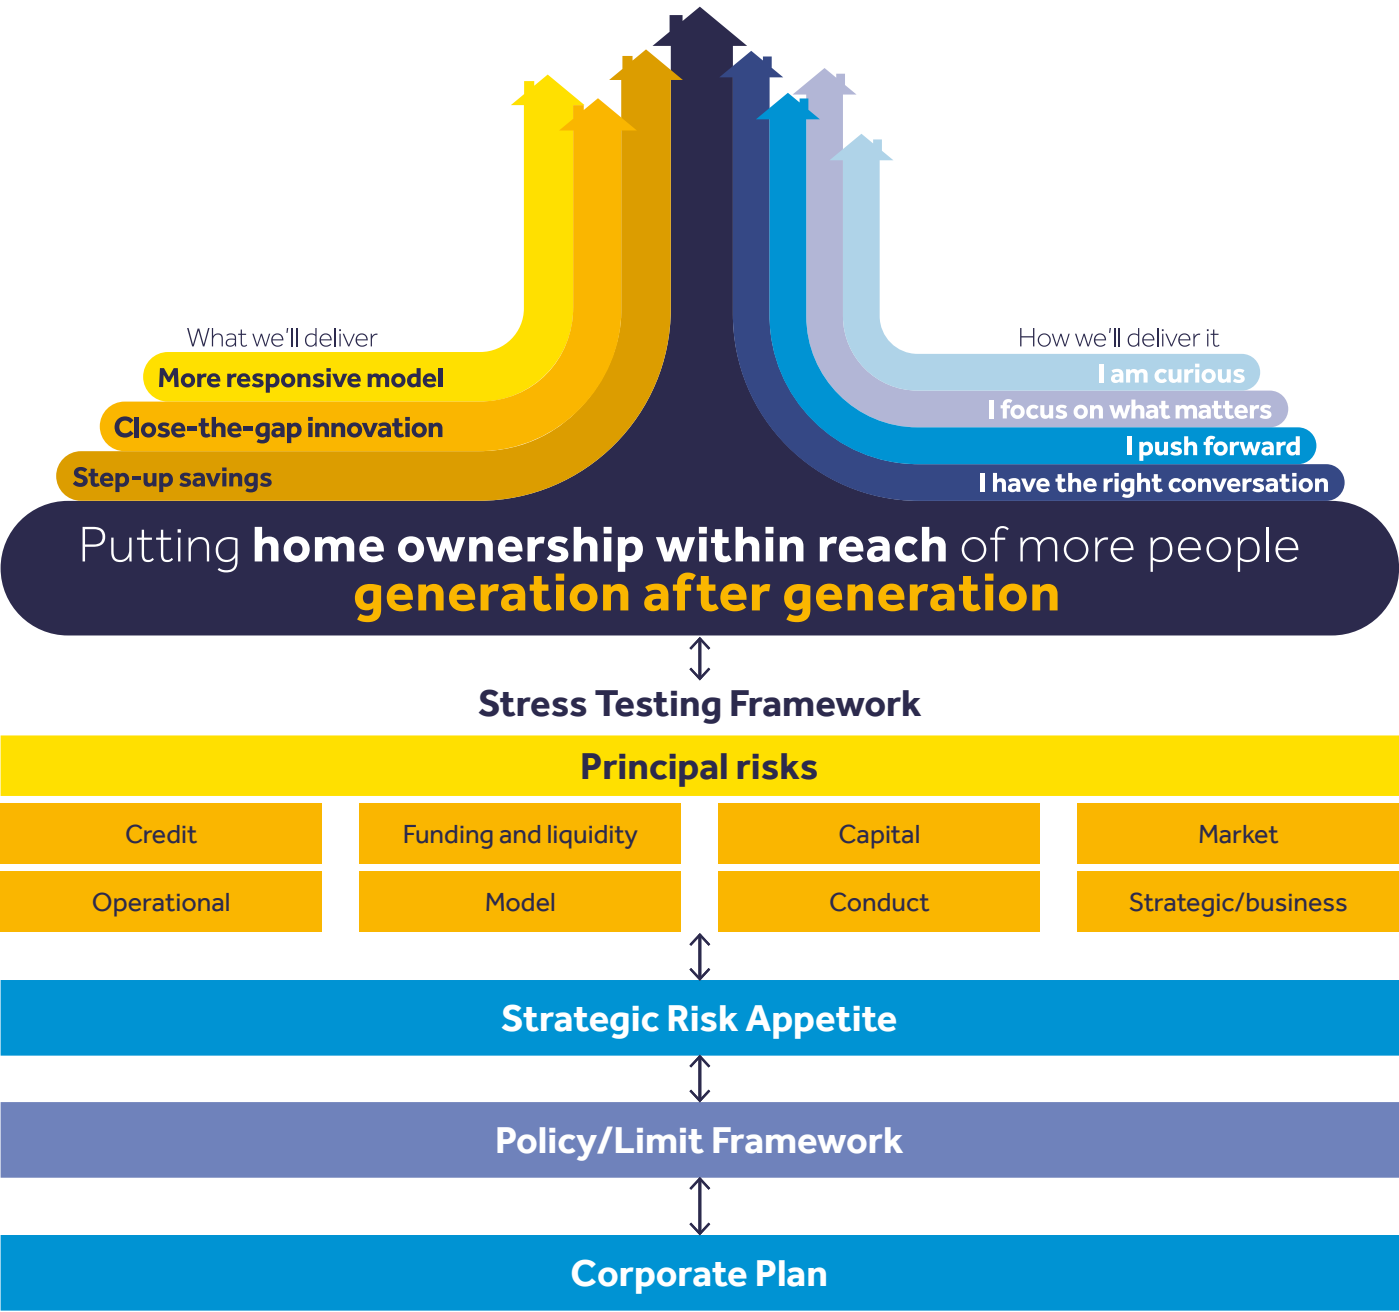 What we'll deliver
More responsive model
Close-the-gap innovation
Step-up savings
How we'll deliver it
I am curious
I focus on what matters
I push forward
I have the right conversation
Putting home ownership within reach of more people
generation after generation
Stress Testing Framework
Principal risks
Credit
Funding and liquidity
Capital
Market
Operational
Model
Conduct
Strategic/business
Strategic Risk Appetite
Policy/Limit Framework
Corporate Plan